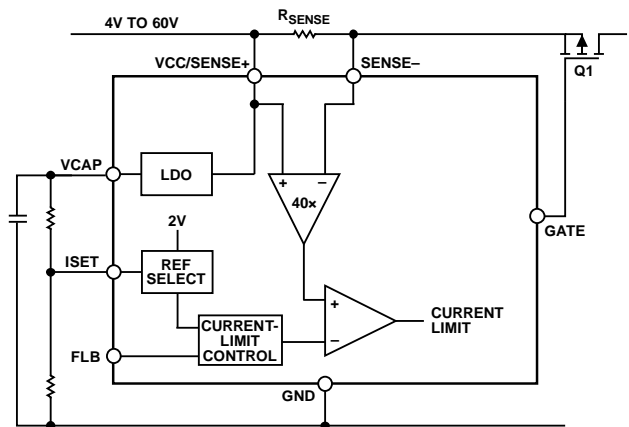 4V TO 60V
RSENSE
VCC/SENSE+
SENSE–
Q1
VCAP
LDO
+
–
40×
GATE
2V
ISET
REF
SELECT
+
–
CURRENT
LIMIT
CURRENT-
LIMIT
CONTROL
FLB
GND